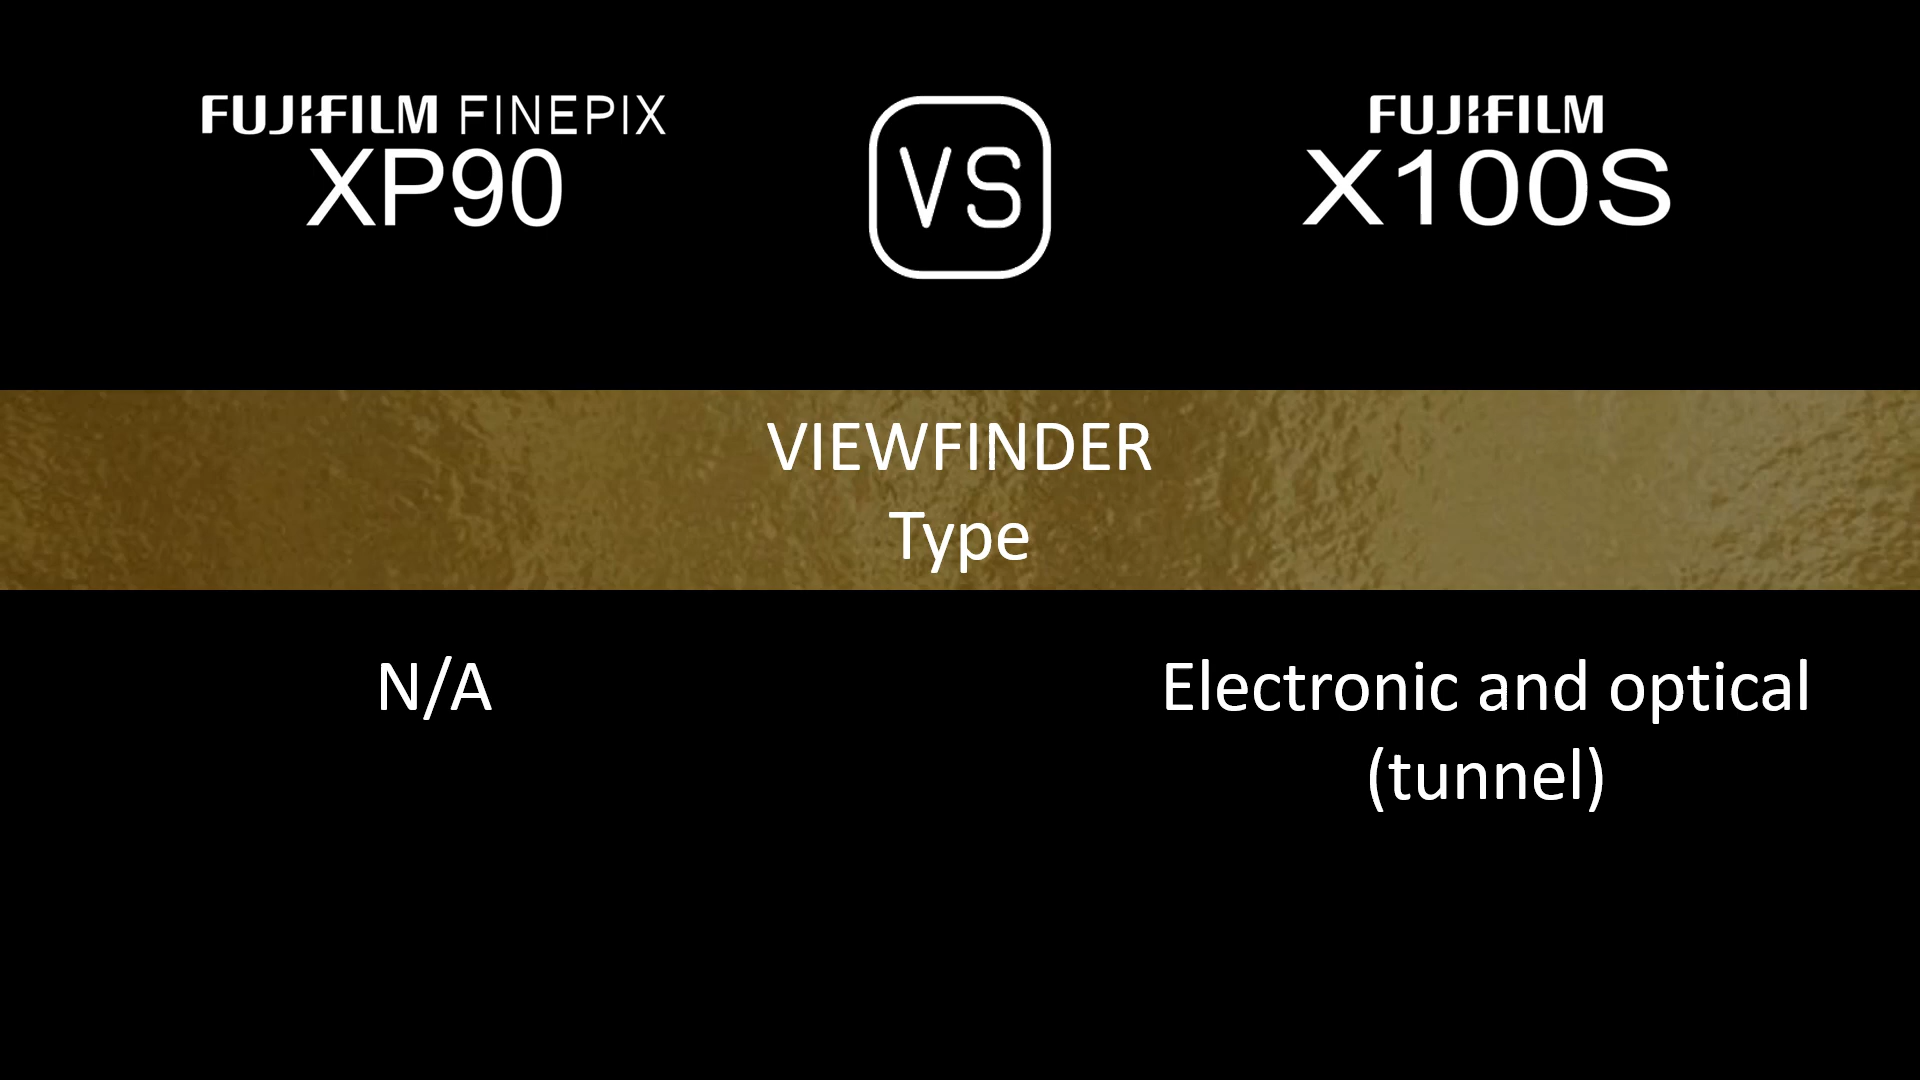 FUJIFILM FINEPIX
XP90
VS
FUJIFILM
X100S
VIEWFINDER
Type
N/A
Electronic and optical
(tunnel)